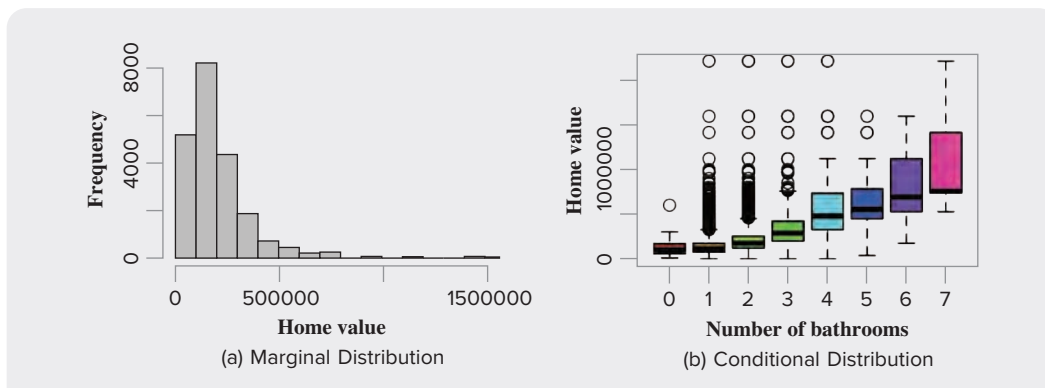 Frequency
8000
4000
0
0
500000
1500000
Home value
(a) Marginal Distribution
Home value
1000000
0
0 1 2 3 4 5 6 7
Number of bathrooms
(b) Conditional Distribution